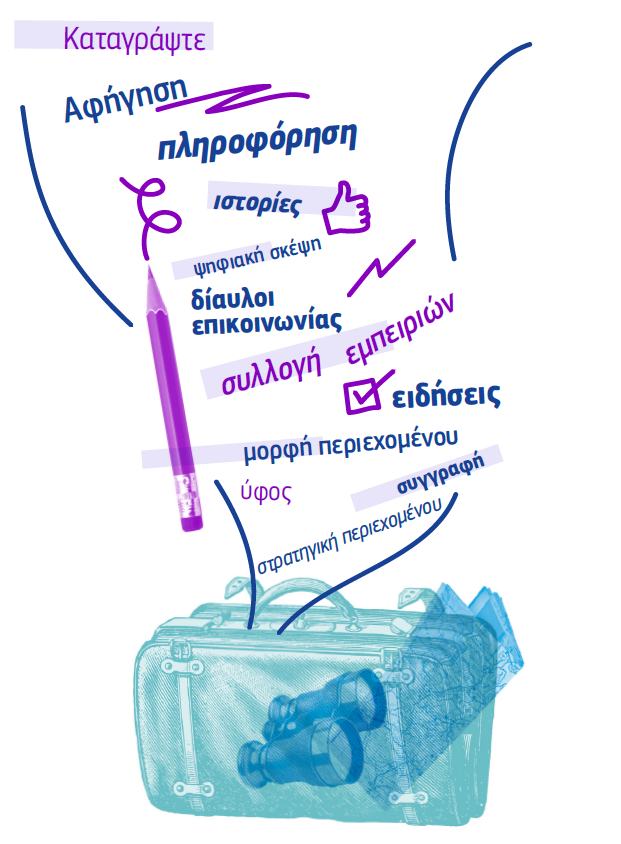 Καταγράψτε
Αφήγηση
πληροφόρηση
ιστορίες
ψηφιακή σκέψη
δίαυλοι
επικοινωνίας
συλλογή εμπειριών
ειδήσεις
μορφή περιεχομένου
ύφος
συγγραφή
στρατηγική περιεχομένου